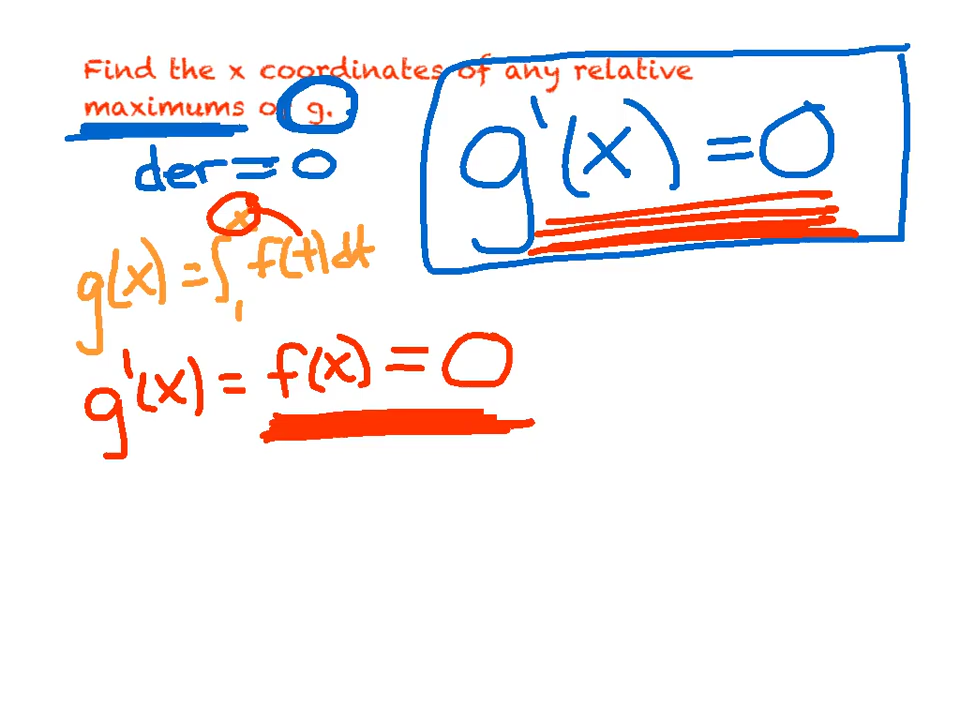 Find the x coordinates of any relative
maximums of g.
g'(x) = 0
der = 0
g(x) = ∫₁ˣ f(t)dt
g'(x) = f(x) = 0